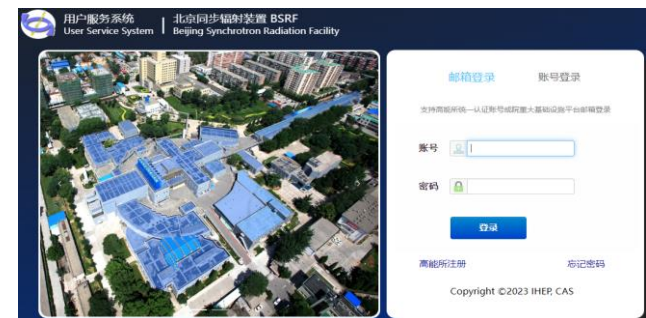 用户服务系统
User Service System
北京同步辐射装置 BSRF
Beijing Synchrotron Radiation Facility
邮箱登录 账号登录
支持高能所统一认证账号或院重大基础设施平台邮箱登录
账号
密码
登录
高能所注册 忘记密码
Copyright ©2023 IHEP, CAS